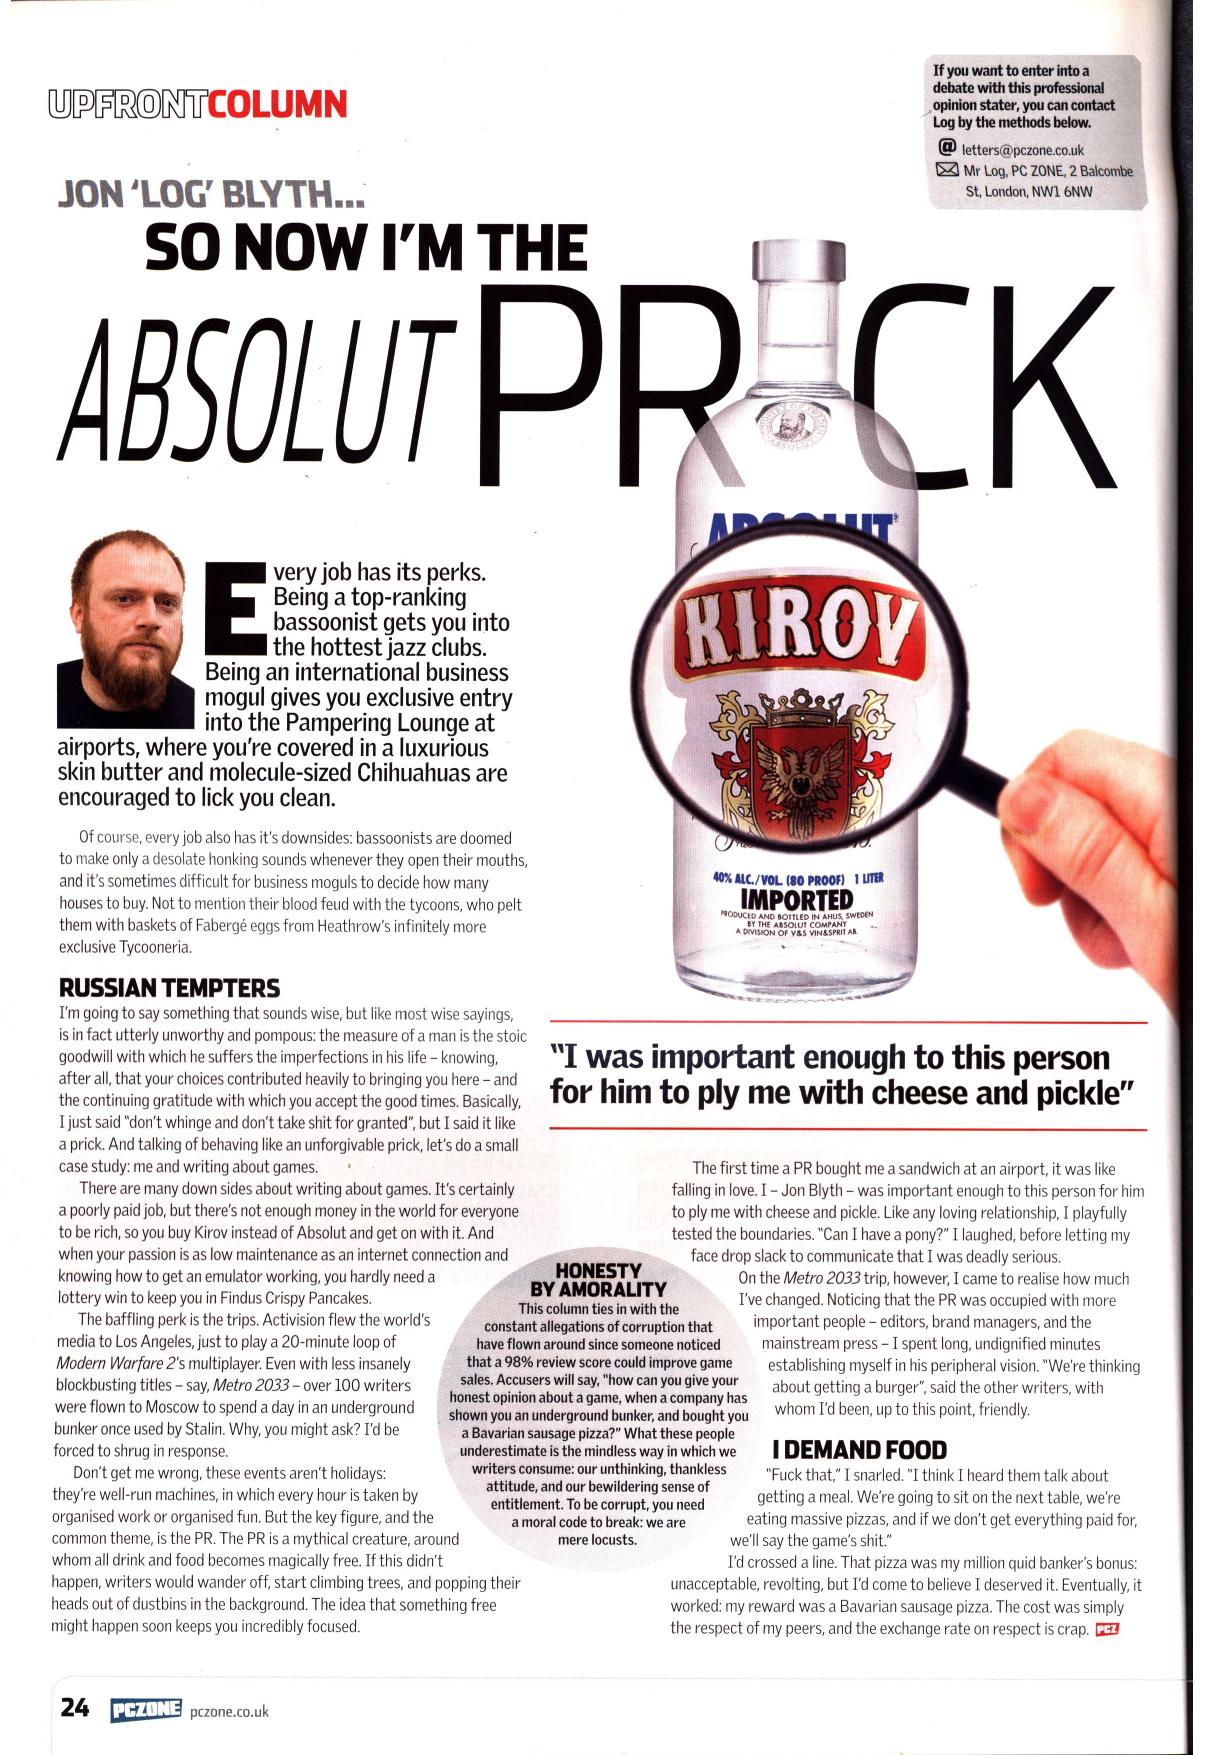 UPFRONTCOLUMN
If you want to enter into a
debate with this professional
opinion stater, you can contact
Log by the methods below.
@ letters@pczone.co.uk
Mr Log, PC ZONE, 2 Balcombe
St, London, NW1 6NW
JON ‘LOG’ BLYTH...
SO NOW I’M THE
ABSOLUT PR CK
ABSOLUT
KIROV
40% ALC./VOL. (80 PROOF) 1 LITER
IMPORTED
PRODUCED AND BOTTLED IN AHUS, SWEDEN
BY THE ABSOLUT COMPANY
A DIVISION OF V&S VIN&SPRIT AB.
Every job has its perks.
Being a top-ranking
bassoonist gets you into
the hottest jazz clubs.
Being an international business
mogul gives you exclusive entry
into the Pampering Lounge at
airports, where you’re covered in a luxurious
skin butter and molecule-sized Chihuahuas are
encouraged to lick you clean.
Of course, every job also has it’s downsides: bassoonists are doomed
to make only a desolate honking sounds whenever they open their mouths,
and it’s sometimes difficult for business moguls to decide how many
houses to buy. Not to mention their blood feud with the tycoons, who pelt
them with baskets of Fabergé eggs from Heathrow’s infinitely more
exclusive Tycooneria.
RUSSIAN TEMPTERS
I’m going to say something that sounds wise, but like most wise sayings,
is in fact utterly unworthy and pompous: the measure of a man is the stoic
goodwill with which he suffers the imperfections in his life – knowing,
after all, that your choices contributed heavily to bringing you here – and
the continuing gratitude with which you accept the good times. Basically,
I just said “don’t whinge and don’t take shit for granted”, but I said it like
a prick. And talking of behaving like an unforgivable prick, let’s do a small
case study: me and writing about games.
There are many down sides about writing about games. It’s certainly
a poorly paid job, but there’s not enough money in the world for everyone
to be rich, so you buy Kirov instead of Absolut and get on with it. And
when your passion is as low maintenance as an internet connection and
knowing how to get an emulator working, you hardly need a
lottery win to keep you in Findus Crispy Pancakes.
The baffling perk is the trips. Activision flew the world’s
media to Los Angeles, just to play a 20-minute loop of
Modern Warfare 2’s multiplayer. Even with less insanely
blockbusting titles – say, Metro 2033 – over 100 writers
were flown to Moscow to spend a day in an underground
bunker once used by Stalin. Why, you might ask? I’d be
forced to shrug in response.
Don’t get me wrong, these events aren’t holidays:
they’re well-run machines, in which every hour is taken by
organised work or organised fun. But the key figure, and the
common theme, is the PR. The PR is a mythical creature, around
whom all drink and food becomes magically free. If this didn’t
happen, writers would wander off, start climbing trees, and popping their
heads out of dustbins in the background. The idea that something free
might happen soon keeps you incredibly focused.
HONESTY
BY AMORALITY
This column ties in with the
constant allegations of corruption that
have flown around since someone noticed
that a 98% review score could improve game
sales. Accusers will say, “how can you give your
honest opinion about a game, when a company has
shown you an underground bunker, and bought you
a Bavarian sausage pizza?” What these people
underestimate is the mindless way in which we
writers consume: our unthinking, thankless
attitude, and our bewildering sense of
entitlement. To be corrupt, you need
a moral code to break: we are
mere locusts.
“I was important enough to this person
for him to ply me with cheese and pickle”
The first time a PR bought me a sandwich at an airport, it was like
falling in love. I – Jon Blyth – was important enough to this person for him
to ply me with cheese and pickle. Like any loving relationship, I playfully
tested the boundaries. “Can I have a pony?” I laughed, before letting my
face drop slack to communicate that I was deadly serious.
On the Metro 2033 trip, however, I came to realise how much
I’ve changed. Noticing that the PR was occupied with more
important people – editors, brand managers, and the
mainstream press – I spent long, undignified minutes
establishing myself in his peripheral vision. “We’re thinking
about getting a burger”, said the other writers, with
whom I’d been, up to this point, friendly.
I DEMAND FOOD
“Fuck that,” I snarled. “I think I heard them talk about
getting a meal. We’re going to sit on the next table, we’re
eating massive pizzas, and if we don’t get everything paid for,
we’ll say the game’s shit.”
I’d crossed a line. That pizza was my million quid banker’s bonus:
unacceptable, revolting, but I’d come to believe I deserved it. Eventually, it
worked: my reward was a Bavarian sausage pizza. The cost was simply
the respect of my peers, and the exchange rate on respect is crap. PCZ
24 PCZONE pczone.co.uk